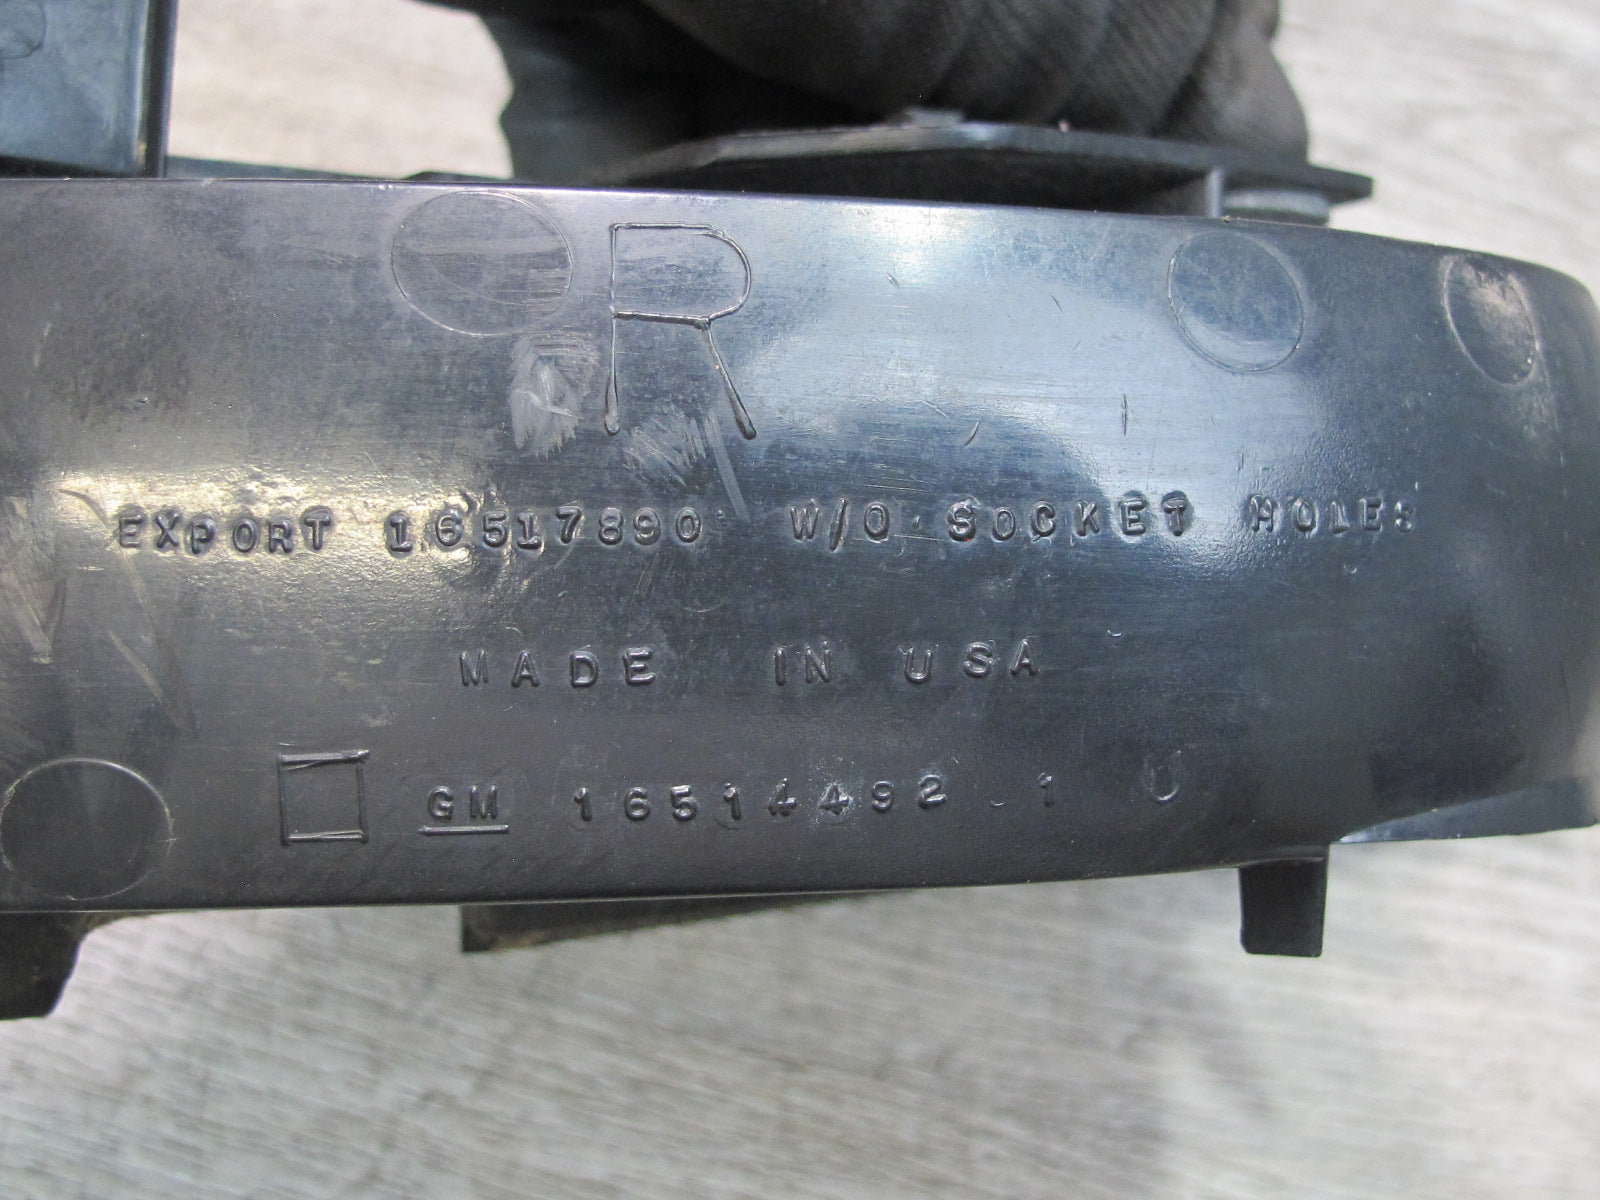 R
EXPORT 16517890 W/O SOCKET HOLES
MADE IN USA
GM 16514492 1